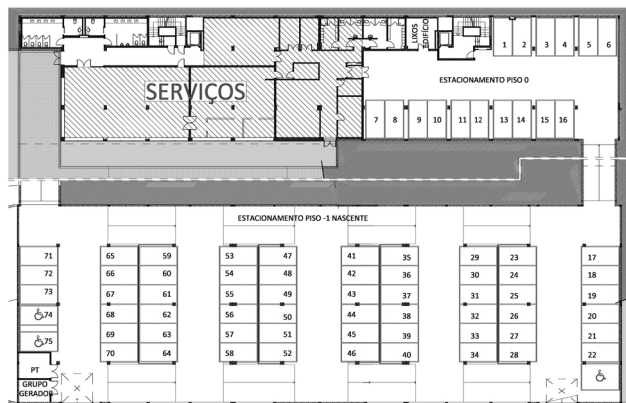 LIXOS
EDIFÍCIO
1 2 3 4 5 6
ESTACIONAMENTO PISO 0
SERVIÇOS
7 8 9 10 11 12 13 14 15 16
ESTACIONAMENTO PISO -1 NASCENTE
71 65 59 53 47 41 35 29 23 17
72 66 60 54 48 42 36 30 24 18
73 67 61 55 49 43 37 31 25 19
74 68 62 56 50 44 38 32 26 20
75 69 63 57 51 45 39 33 27 21
70 64 58 52 46 40 34 28 22
PT
GRUPO
GERADOR